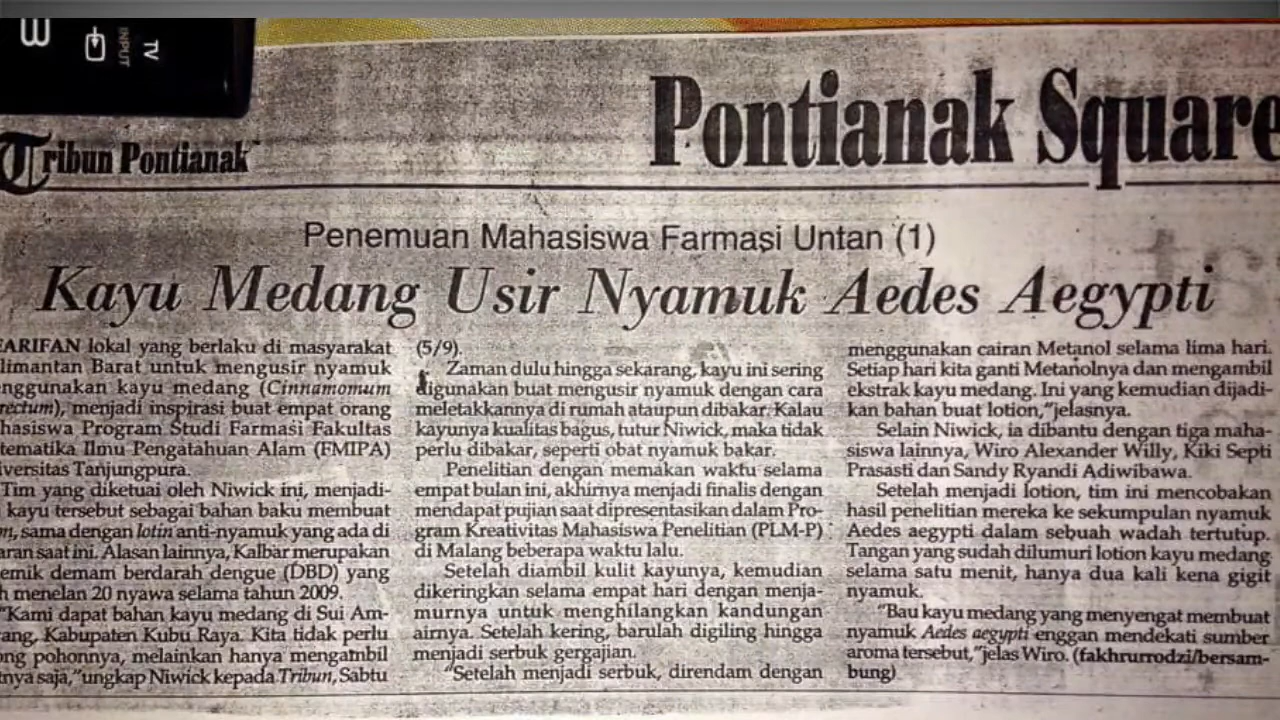 TV
INPUT
Tribun Pontianak
Pontianak Square
Penemuan Mahasiswa Farmasi Untan (1)
Kayu Medang Usir Nyamuk Aedes Aegypti
ARIFAN lokal yang berlaku di masyarakat
limantan Barat untuk mengusir nyamuk
nggunakan kayu medang (Cinnamomum
rectum), menjadi inspirasi buat empat orang
hasiswa Program Studi Farmasi Fakultas
tematika Ilmu Pengatahuan Alam (FMIPA)
iversitas Tanjungpura.
Tim yang diketuai oleh Niwick ini, menjadi-
kayu tersebut sebagai bahan baku membuat
n, sama dengan lotin anti-nyamuk yang ada di
aran saat ini. Alasan lainnya, Kalbar merupakan
emik demam berdarah dengue (DBD) yang
h menelan 20 nyawa selama tahun 2009.
"Kami dapat bahan kayu medang di Sui Am-
ang, Kabupaten Kubu Raya. Kita tidak perlu
ong pohonnya, melainkan hanya mengambil
tnya saja,"ungkap Niwick kepada Tribun, Sabtu
(5/9).
Zaman dulu hingga sekarang, kayu ini sering
digunakan buat mengusir nyamuk dengan cara
meletakkannya di rumah ataupun dibakar. Kalau
kayunya kualitas bagus, tutur Niwick, maka tidak
perlu dibakar, seperti obat nyamuk bakar.
Penelitian dengan memakan waktu selama
empat bulan ini, akhirnya menjadi finalis dengan
mendapat pujian saat dipresentasikan dalam Pro-
gram Kreativitas Mahasiswa Penelitian (PLM-P)
di Malang beberapa waktu lalu.
Setelah diambil kulit kayunya, kemudian
dikeringkan selama empat hari dengan menja-
murnya untuk menghilangkan kandungan
airnya. Setelah kering, barulah digiling hingga
menjadi serbuk gergajian.
"Setelah menjadi serbuk, direndam dengan
menggunakan cairan Metanol selama lima hari.
Setiap hari kita ganti Metanolnya dan mengambil
ekstrak kayu medang. Ini yang kemudian dijadi-
kan bahan buat lotion,"jelasnya.
Selain Niwick, ia dibantu dengan tiga maha-
siswa lainnya, Wiro Alexander Willy, Kiki Septi
Prasasti dan Sandy Ryandi Adiwibawa.
Setelah menjadi lotion, tim ini mencobakan
hasil penelitian mereka ke sekumpulan nyamuk
Aedes aegypti dalam sebuah wadah tertutup.
Tangan yang sudah dilumuri lotion kayu medang
selama satu menit, hanya dua kali kena gigit
nyamuk.
"Bau kayu medang yang menyengat membuat
nyamuk Aedes aegypti enggan mendekati sumber
aroma tersebut,"jelas Wiro. (fakhrurrodzi/bersam-
bung)